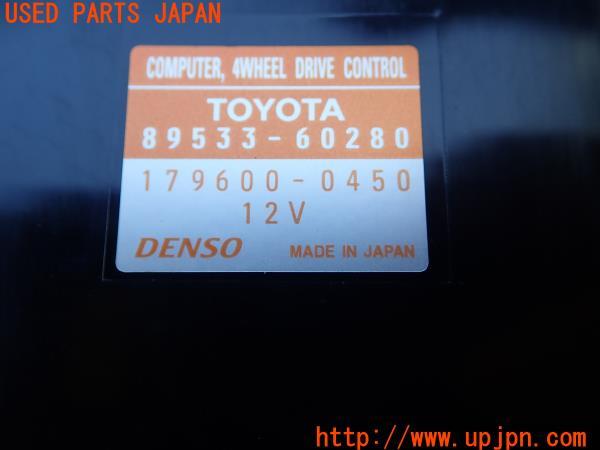 USED PARTS JAPAN
COMPUTER, 4WHEEL DRIVE CONTROL
TOYOTA
89533-60280
179600-0450
12V
DENSO MADE IN JAPAN
http://www.upjpn.com